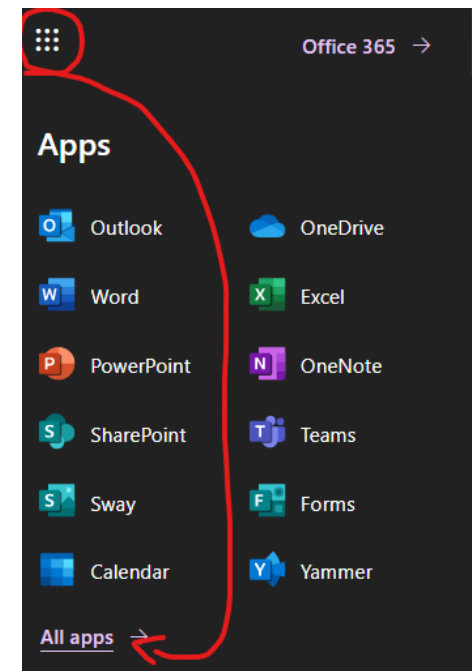 Office 365 →
Apps
Outlook
OneDrive
Word
Excel
PowerPoint
OneNote
SharePoint
Teams
Sway
Forms
Calendar
Yammer
All apps →